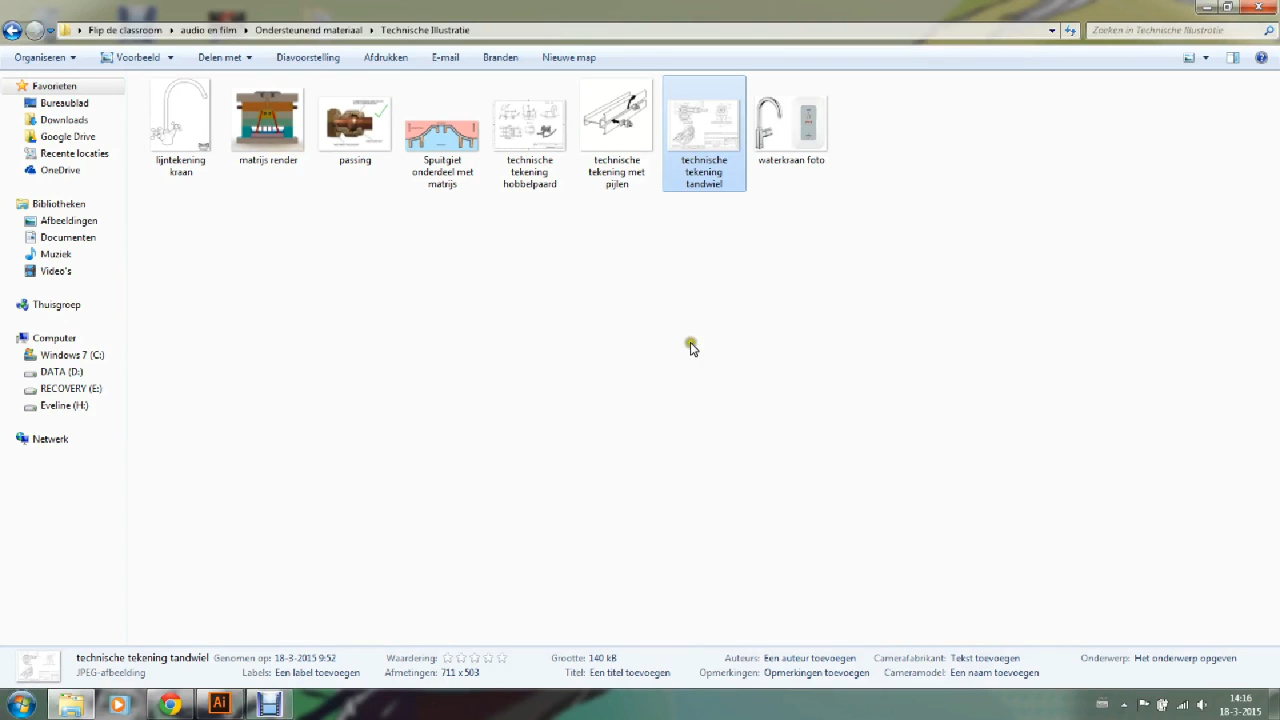 Flip de classroom ▸ audio en film ▸ Ondersteunend materiaal ▸ Technische Illustratie
Zoeken in Technische Illustratie
Organiseren Voorbeeld Delen met Diavoorstelling Afdrukken E-mail Branden Nieuwe map
Favorieten
Bureaublad
Downloads
Google Drive
Recente locaties
OneDrive
Bibliotheken
Afbeeldingen
Documenten
Muziek
Video's
Thuisgroep
Computer
Windows 7 (C:)
DATA (D:)
RECOVERY (E:)
Eveline (H:)
Netwerk
lijntekening
kraan
matrijs render
passing
Spuitgiet
onderdeel met
matrijs
technische
tekening
hobbelpaard
technische
tekening met
pijlen
technische
tekening
tandwiel
waterkraan foto
technische tekening tandwiel Genomen op: 18-3-2015 9:52 Waardering: Grootte: 140 kB Auteurs: Een auteur toevoegen Camerafabrikant: Tekst toevoegen Onderwerp: Het onderwerp opgeven
JPEG-afbeelding Labels: Een label toevoegen Afmetingen: 711 x 503 Titel: Een titel toevoegen Opmerkingen: Opmerkingen toevoegen Cameramodel: Een naam toevoegen
Ai
14:16
18-3-2015